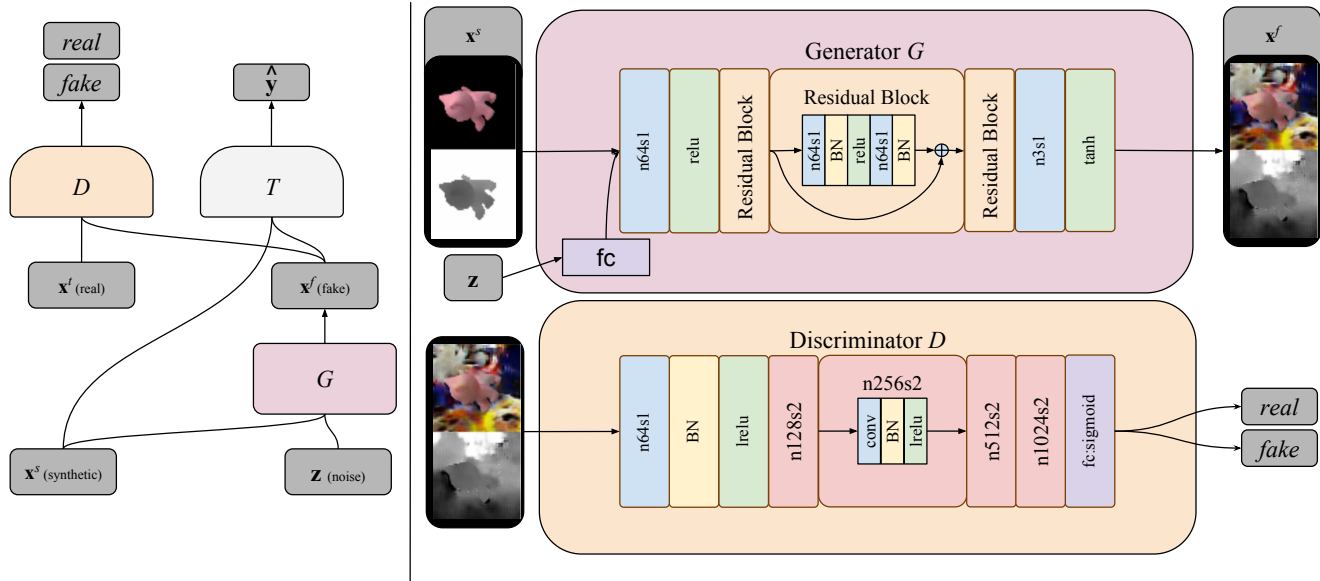 real
fake
ŷ
D
T
x^t (real)
x^f (fake)
G
x^s (synthetic)
z (noise)
x^s
Generator G
x^f
n64s1
relu
Residual Block
Residual Block
n64s1
BN
relu
n64s1
BN
Residual Block
n3s1
tanh
fc
z
Discriminator D
n64s1
BN
lrelu
n128s2
n256s2
conv
BN
lrelu
n512s2
n1024s2
fc:sigmoid
real
fake